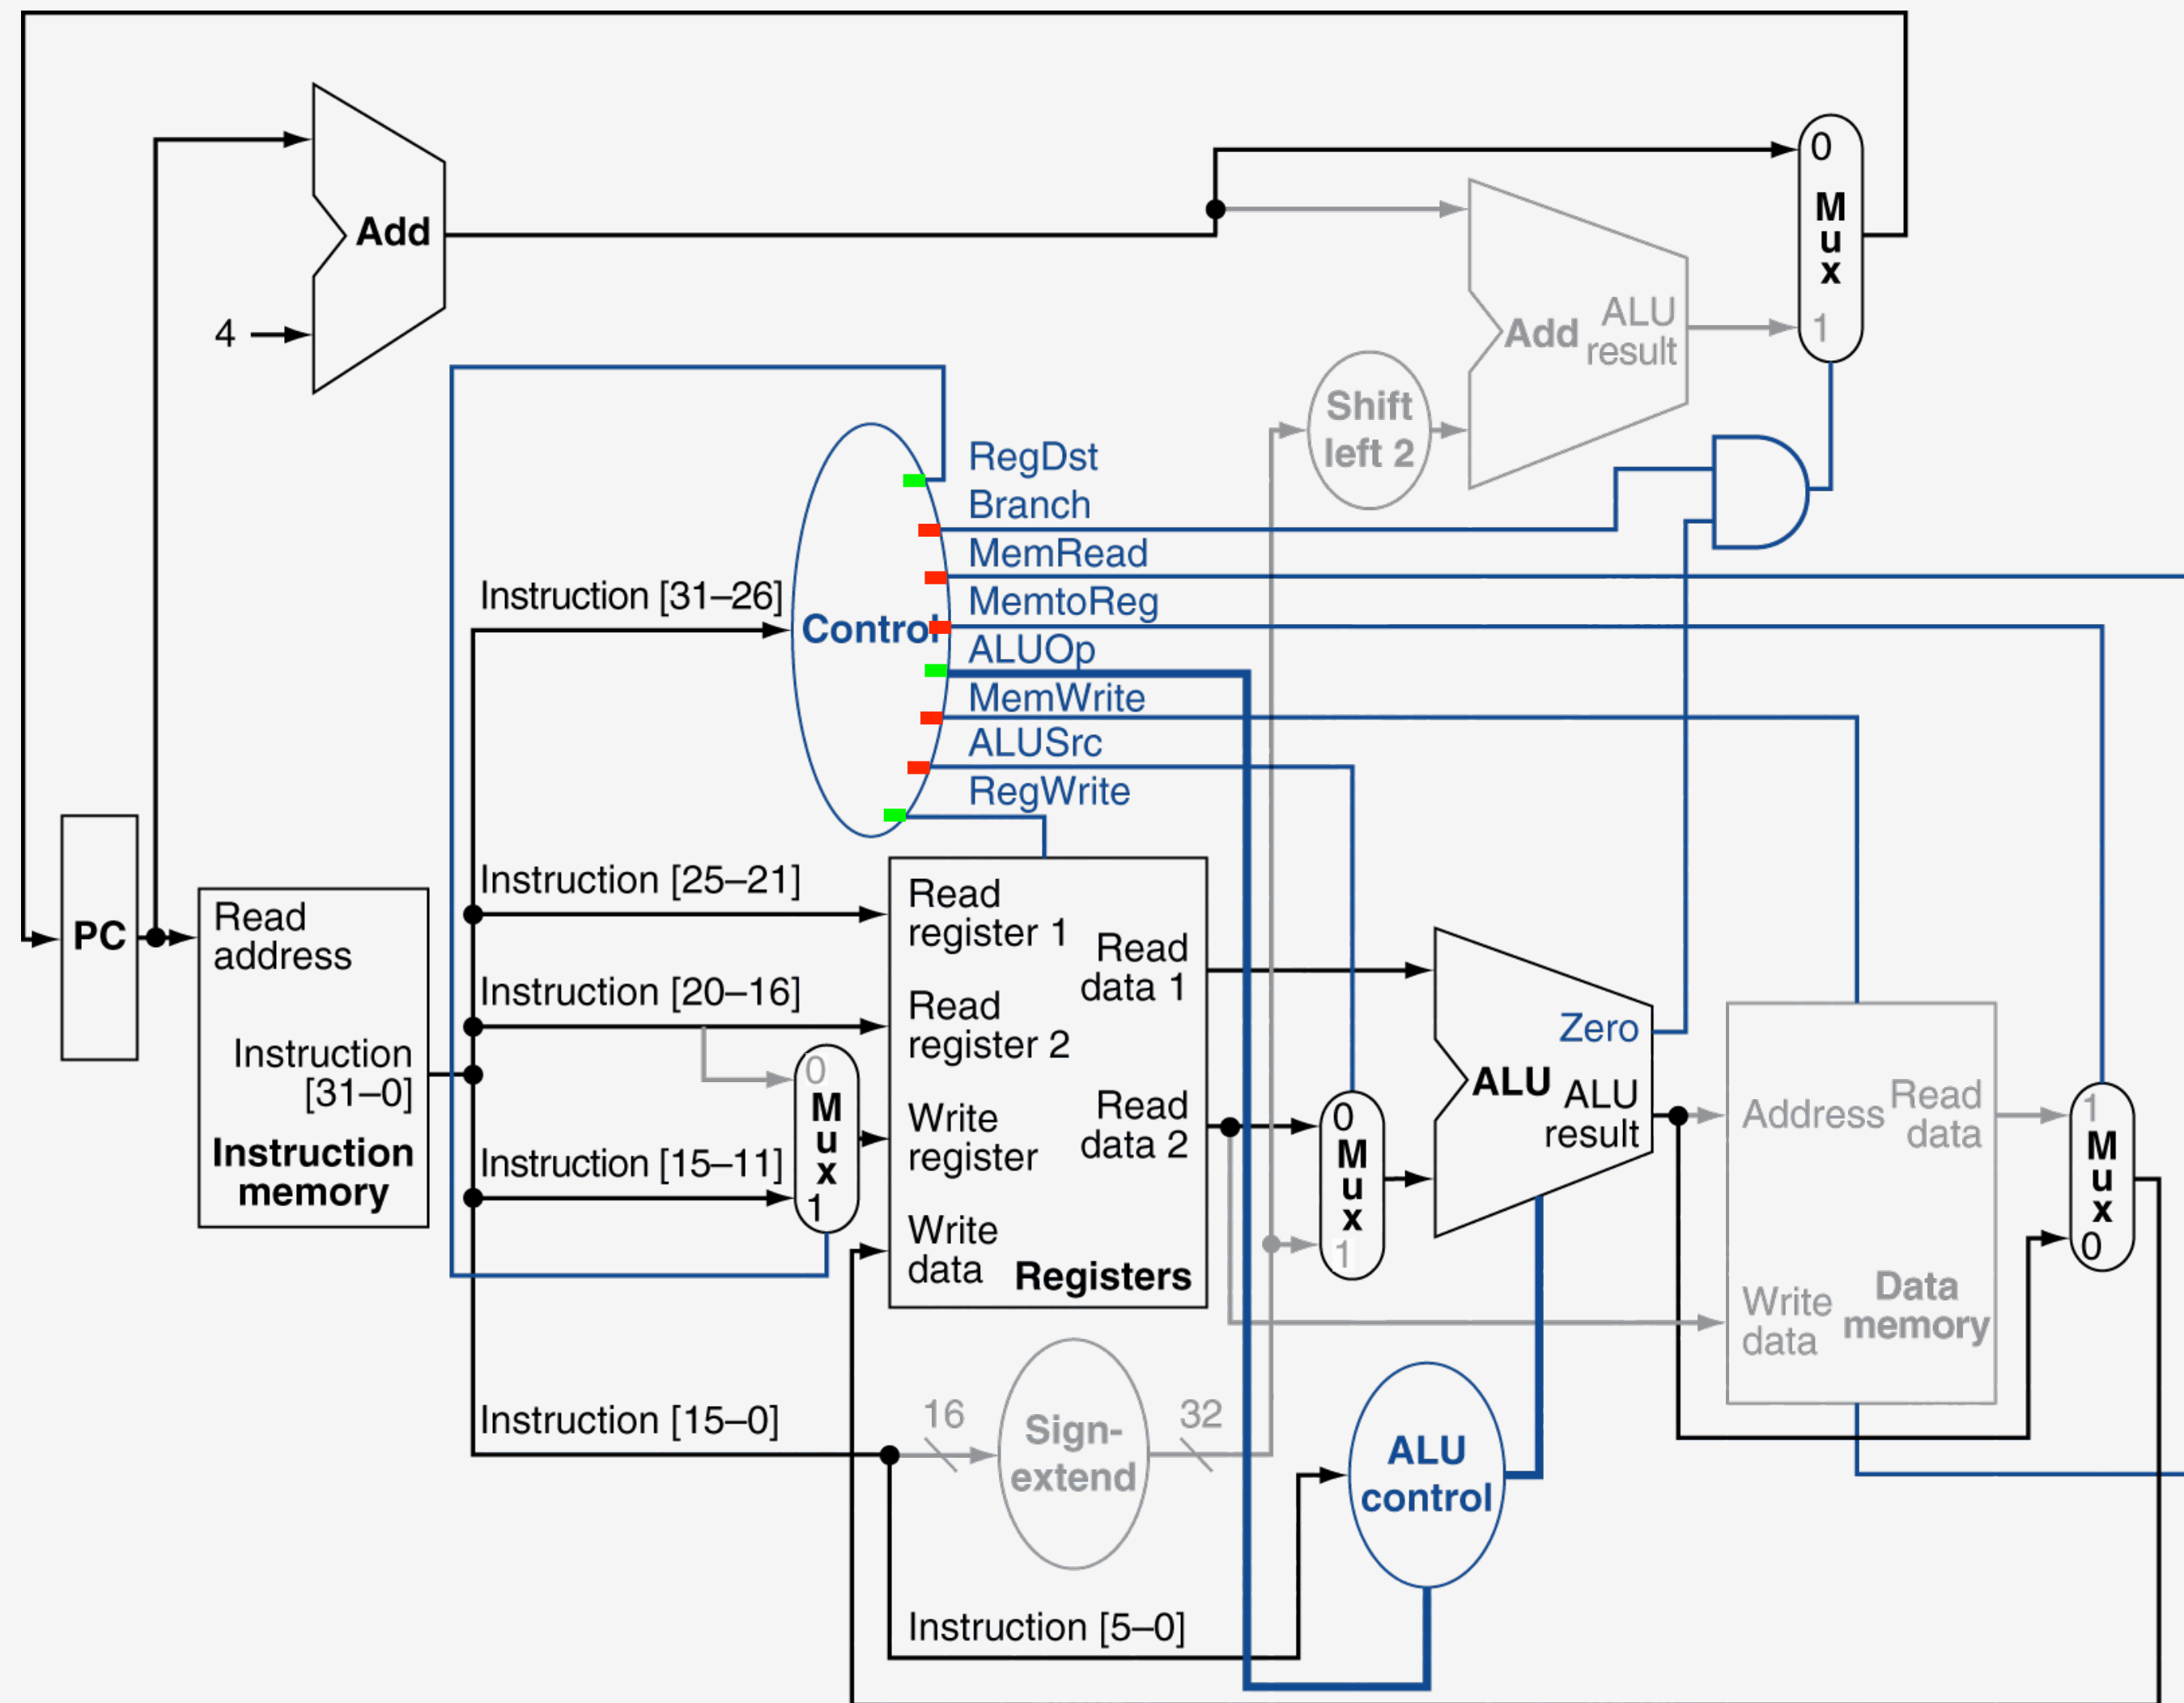 0
M
u
x
1
Add
4
Add
ALU
result
Shift
left 2
RegDst
Branch
MemRead
MemtoReg
ALUOp
MemWrite
ALUSrc
RegWrite
Control
Instruction [31–26]
Instruction [25–21]
Instruction [20–16]
Instruction [15–11]
Instruction [15–0]
Instruction [5–0]
PC
Read
address
Instruction
[31–0]
Instruction
memory
0
M
u
x
1
Read
register 1
Read
register 2
Write
register
Write
data
Read
data 1
Read
data 2
Registers
0
M
u
x
1
Zero
ALU
ALU
result
Address
Read
data
Write
data
Data
memory
1
M
u
x
0
16
Sign-
extend
32
ALU
control